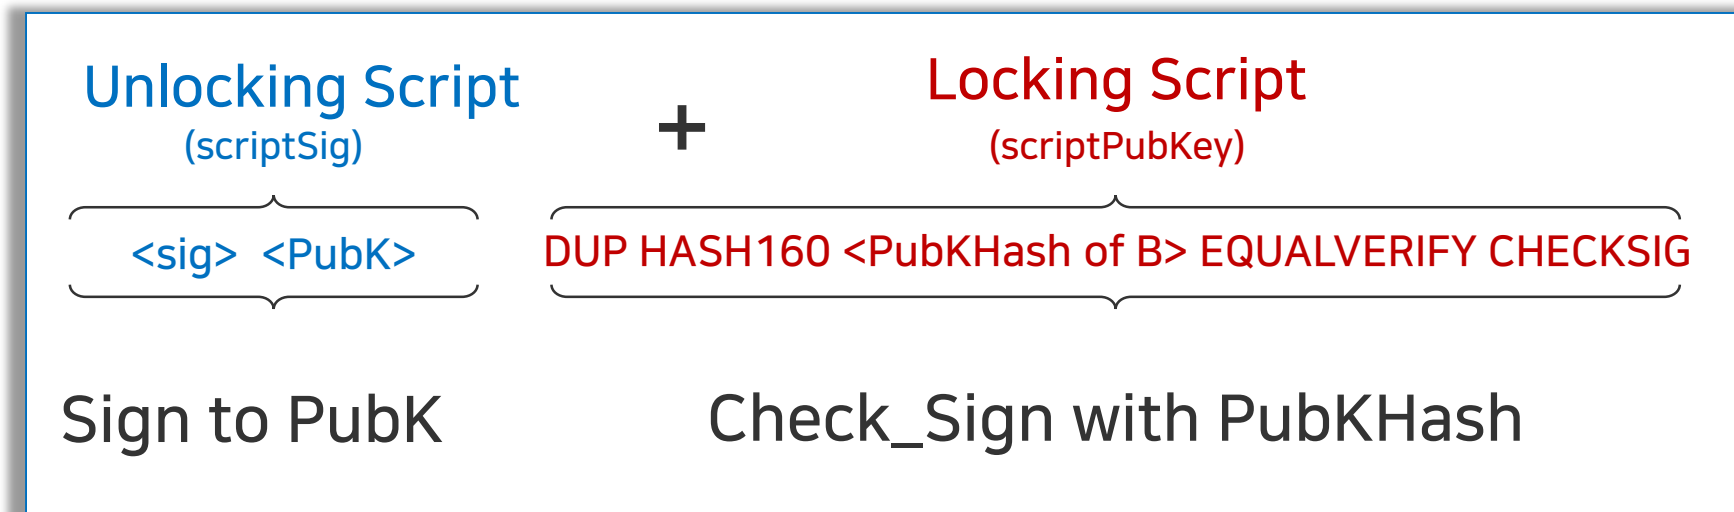 Unlocking Script
(scriptSig)
+
Locking Script
(scriptPubKey)
<sig> <PubK>
DUP HASH160 <PubKHash of B> EQUALVERIFY CHECKSIG
Sign to PubK
Check_Sign with PubKHash